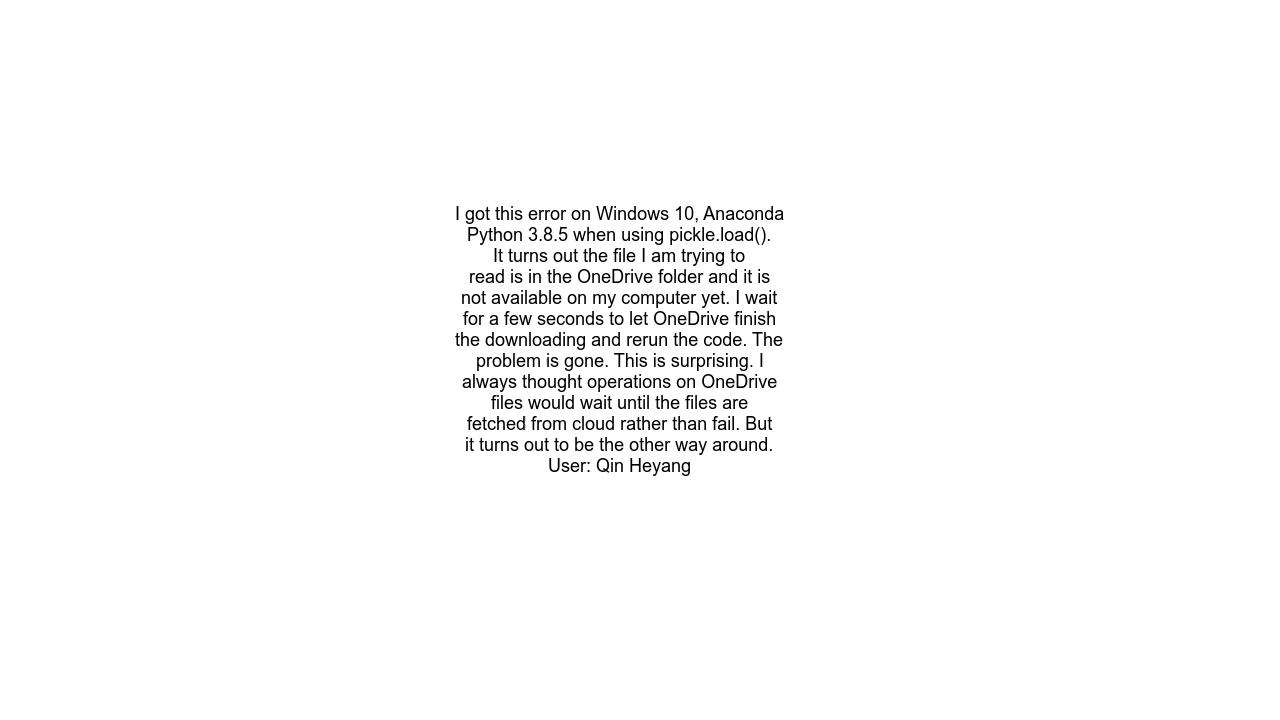 I got this error on Windows 10, Anaconda
Python 3.8.5 when using pickle.load().
It turns out the file I am trying to
read is in the OneDrive folder and it is
not available on my computer yet. I wait
for a few seconds to let OneDrive finish
the downloading and rerun the code. The
problem is gone. This is surprising. I
always thought operations on OneDrive
files would wait until the files are
fetched from cloud rather than fail. But
it turns out to be the other way around.
User: Qin Heyang